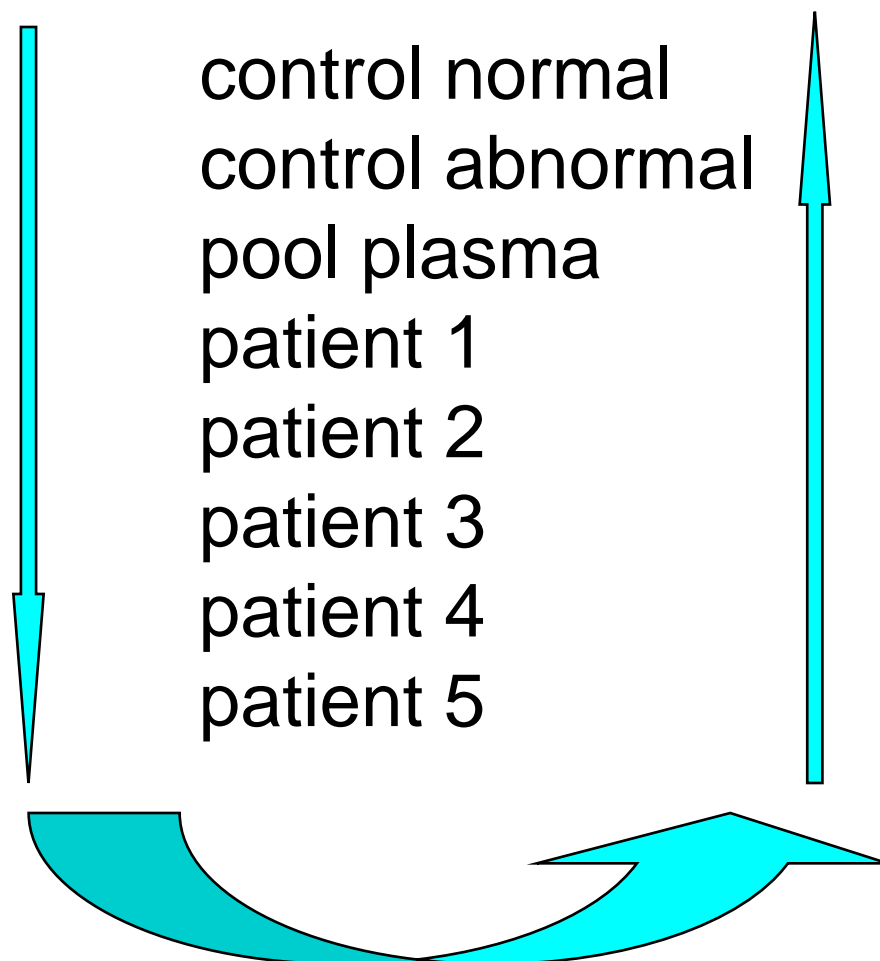 control normal
control abnormal
pool plasma
patient 1
patient 2
patient 3
patient 4
patient 5